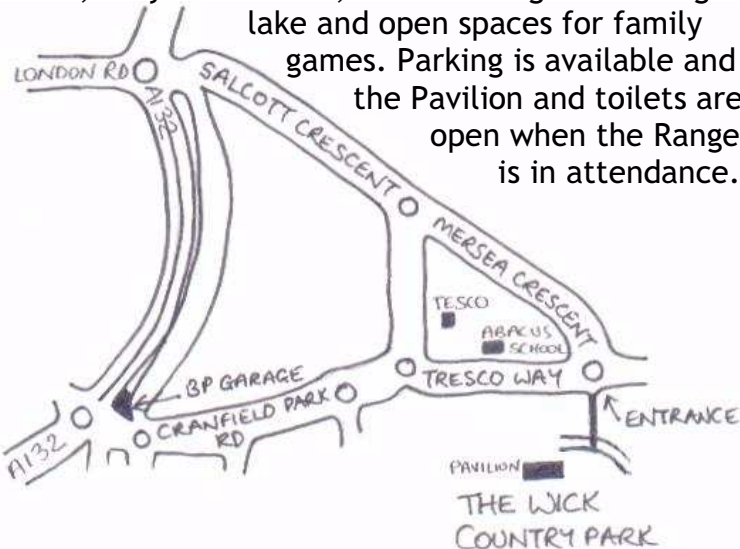 lake and open spaces for family
games. Parking is available and
the Pavilion and toilets are
open when the Range
is in attendance.
LONDON RD
A132
SALCOTT CRESCENT
MERSEA CRESCENT
TESCO
ABACUS
SCHOOL
BP GARAGE
TRESCO WAY
CRANFIELD PARK
RD
ENTRANCE
A132
PAVILION
THE WICK
COUNTRY PARK